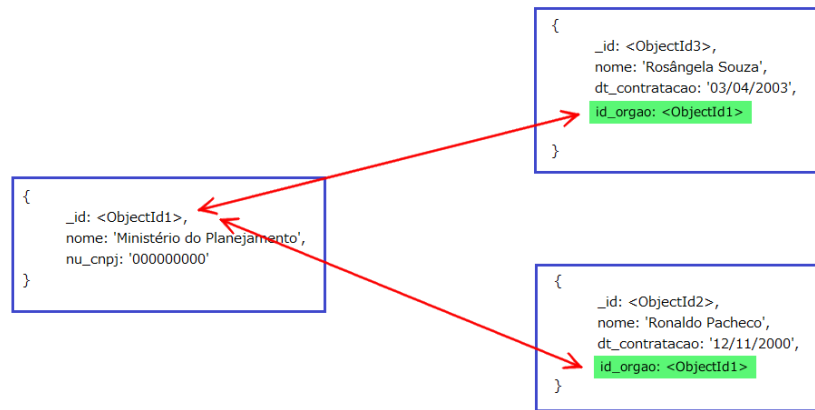 {
_id: <ObjectId3>,
nome: 'Rosângela Souza',
dt_contratacao: '03/04/2003',
id_orgao: <ObjectId1>
}
{
_id: <ObjectId1>,
nome: 'Ministério do Planejamento',
nu_cnpj: '000000000'
}
{
_id: <ObjectId2>,
nome: 'Ronaldo Pacheco',
dt_contratacao: '12/11/2000',
id_orgao: <ObjectId1>
}